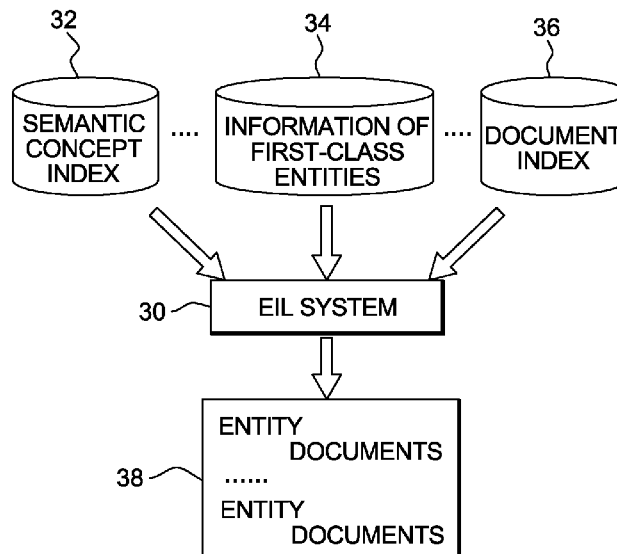 32
34
36
SEMANTIC
CONCEPT
INDEX
....
INFORMATION OF
FIRST-CLASS
ENTITIES
....
DOCUMENT
INDEX
30
EIL SYSTEM
38
ENTITY
DOCUMENTS
......
ENTITY
DOCUMENTS